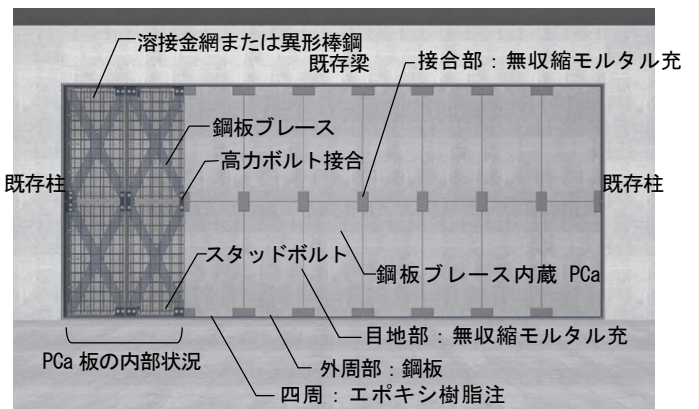 溶接金網または異形棒鋼
既存梁
接合部：無収縮モルタル充
鋼板ブレース
高力ボルト接合
既存柱
既存柱
スタッドボルト
鋼板ブレース内蔵 PCa
目地部：無収縮モルタル充
PCa 板の内部状況
外周部：鋼板
四周：エポキシ樹脂注